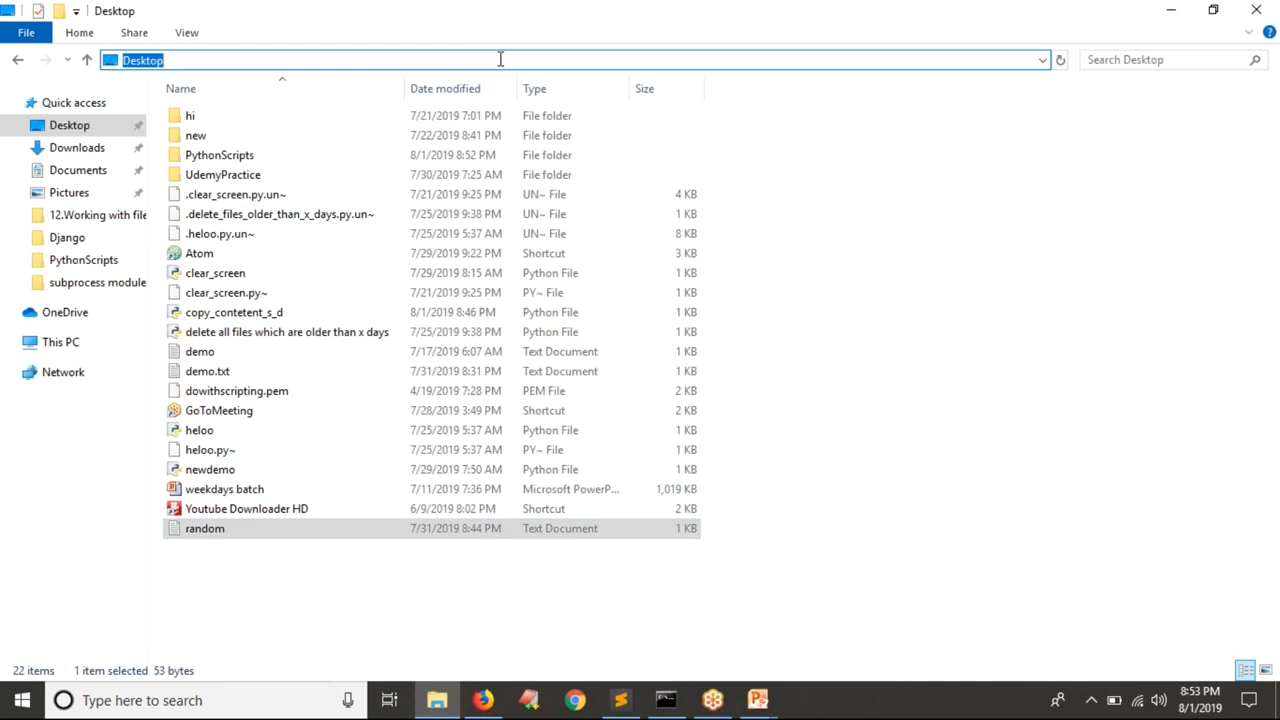 Desktop
File Home Share View
Desktop
Search Desktop
Name Date modified Type Size
Quick access
Desktop
Downloads
Documents
Pictures
12.Working with file
Django
PythonScripts
subprocess module
OneDrive
This PC
Network
hi 7/21/2019 7:01 PM File folder
new 7/22/2019 8:41 PM File folder
PythonScripts 8/1/2019 8:52 PM File folder
UdemyPractice 7/30/2019 7:25 AM File folder
.clear_screen.py.un~ 7/21/2019 9:25 PM UN~ File 4 KB
.delete_files_older_than_x_days.py.un~ 7/25/2019 9:38 PM UN~ File 1 KB
.heloo.py.un~ 7/25/2019 5:37 AM UN~ File 8 KB
Atom 7/29/2019 9:22 PM Shortcut 3 KB
clear_screen 7/29/2019 8:15 AM Python File 1 KB
clear_screen.py~ 7/21/2019 9:25 PM PY~ File 1 KB
copy_contetent_s_d 8/1/2019 8:46 PM Python File 1 KB
delete all files which are older than x days 7/25/2019 9:38 PM Python File 1 KB
demo 7/17/2019 6:07 AM Text Document 1 KB
demo.txt 7/31/2019 8:31 PM Text Document 1 KB
dowithscripting.pem 4/19/2019 7:28 PM PEM File 2 KB
GoToMeeting 7/28/2019 3:49 PM Shortcut 2 KB
heloo 7/25/2019 5:37 AM Python File 1 KB
heloo.py~ 7/25/2019 5:37 AM PY~ File 1 KB
newdemo 7/29/2019 7:50 AM Python File 1 KB
weekdays batch 7/11/2019 7:36 PM Microsoft PowerP... 1,019 KB
Youtube Downloader HD 6/9/2019 8:02 PM Shortcut 2 KB
random 7/31/2019 8:44 PM Text Document 1 KB
22 items 1 item selected 53 bytes
Type here to search
8:53 PM
8/1/2019